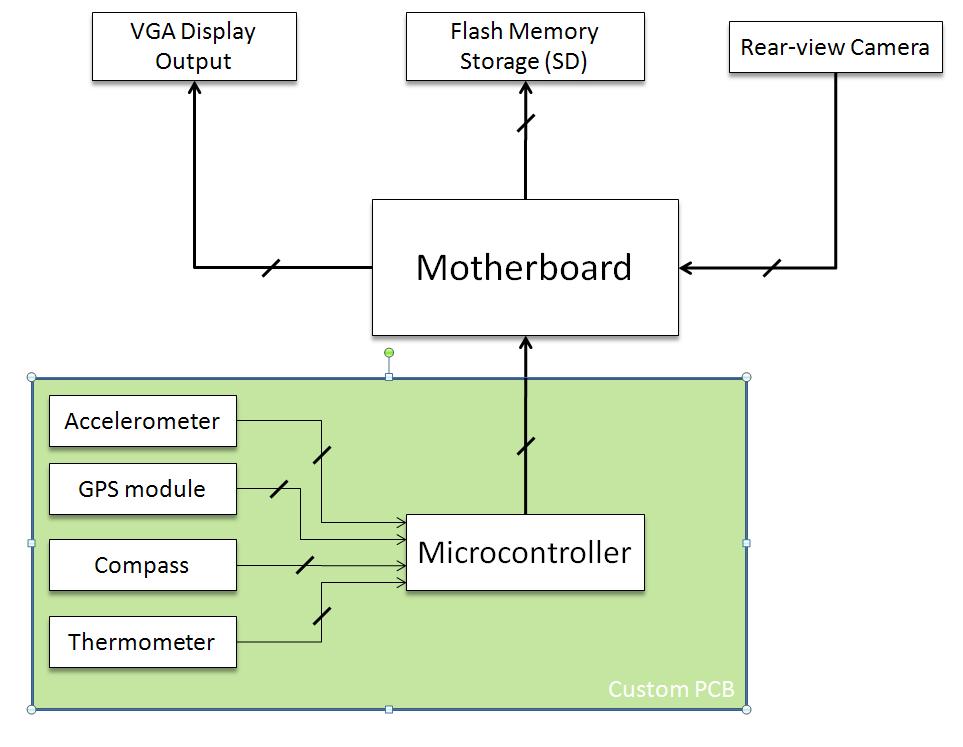 VGA Display
Output
Flash Memory
Storage (SD)
Rear-view Camera
Motherboard
Accelerometer
GPS module
Compass
Thermometer
Microcontroller
Custom PCB